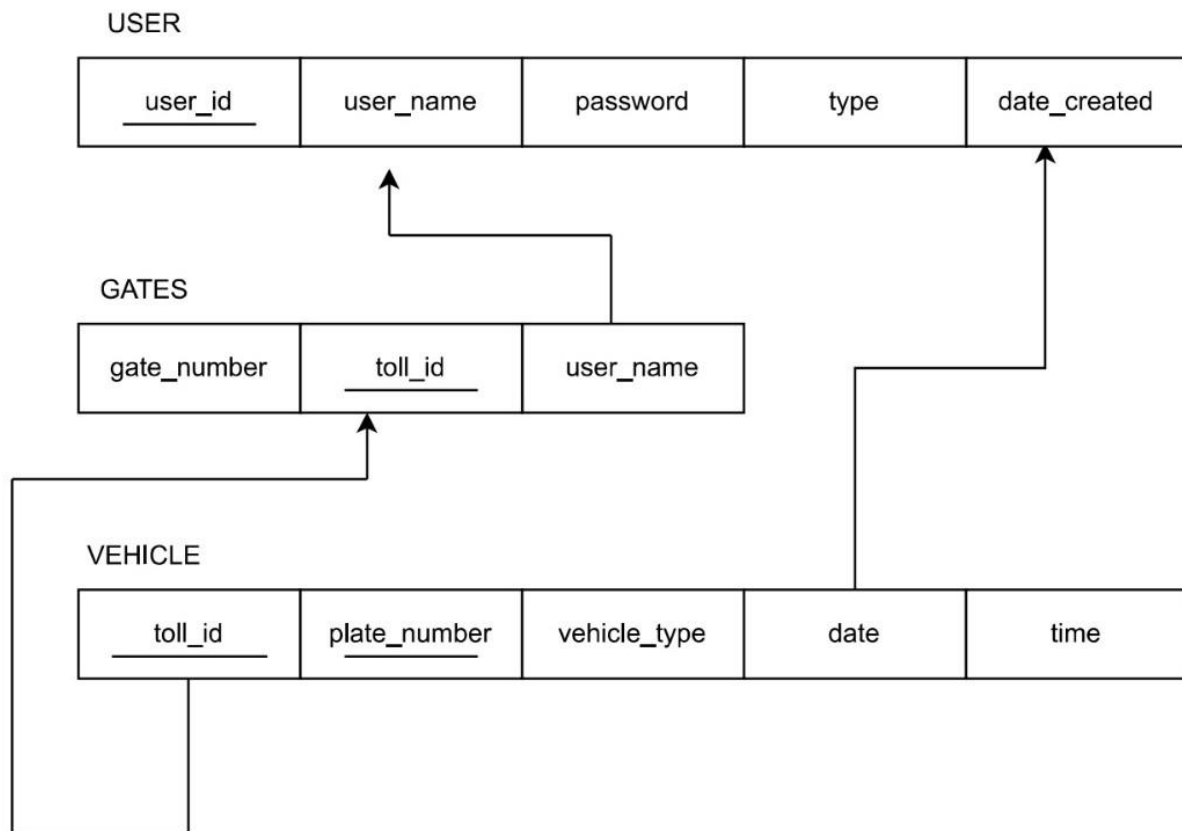 USER
user_id user_name password type date_created
GATES
gate_number toll_id user_name
VEHICLE
toll_id plate_number vehicle_type date time